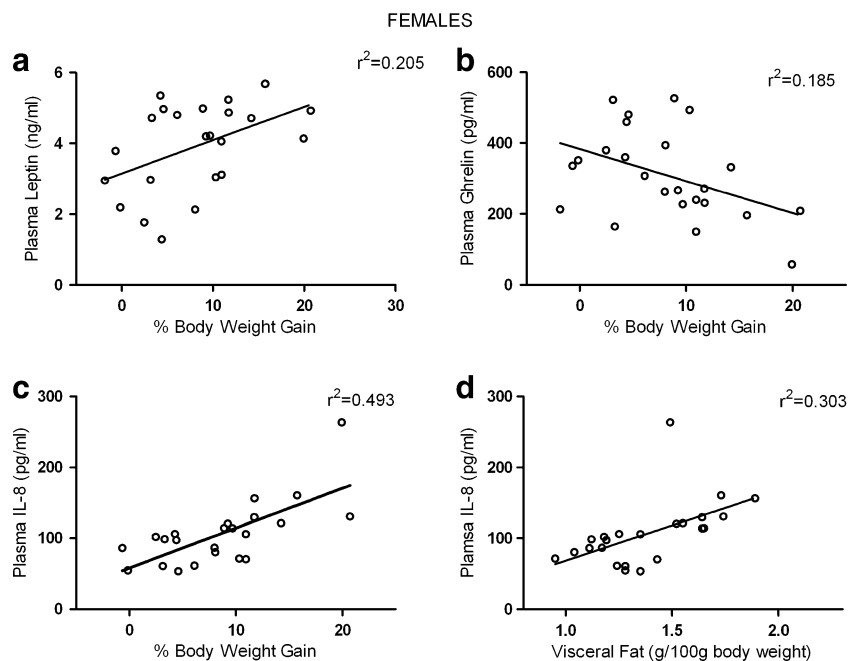 FEMALES
a
r²=0.205
Plasma Leptin (ng/ml)
6
4
2
0
0 10 20 30
% Body Weight Gain
b
r²=0.185
Plasma Ghrelin (pg/ml)
600
400
200
0
0 10 20
% Body Weight Gain
c
r²=0.493
Plasma IL-8 (pg/ml)
300
200
100
0
0 10 20
% Body Weight Gain
d
r²=0.303
Plamsa IL-8 (pg/ml)
300
200
100
0
1.0 1.5 2.0
Visceral Fat (g/100g body weight)